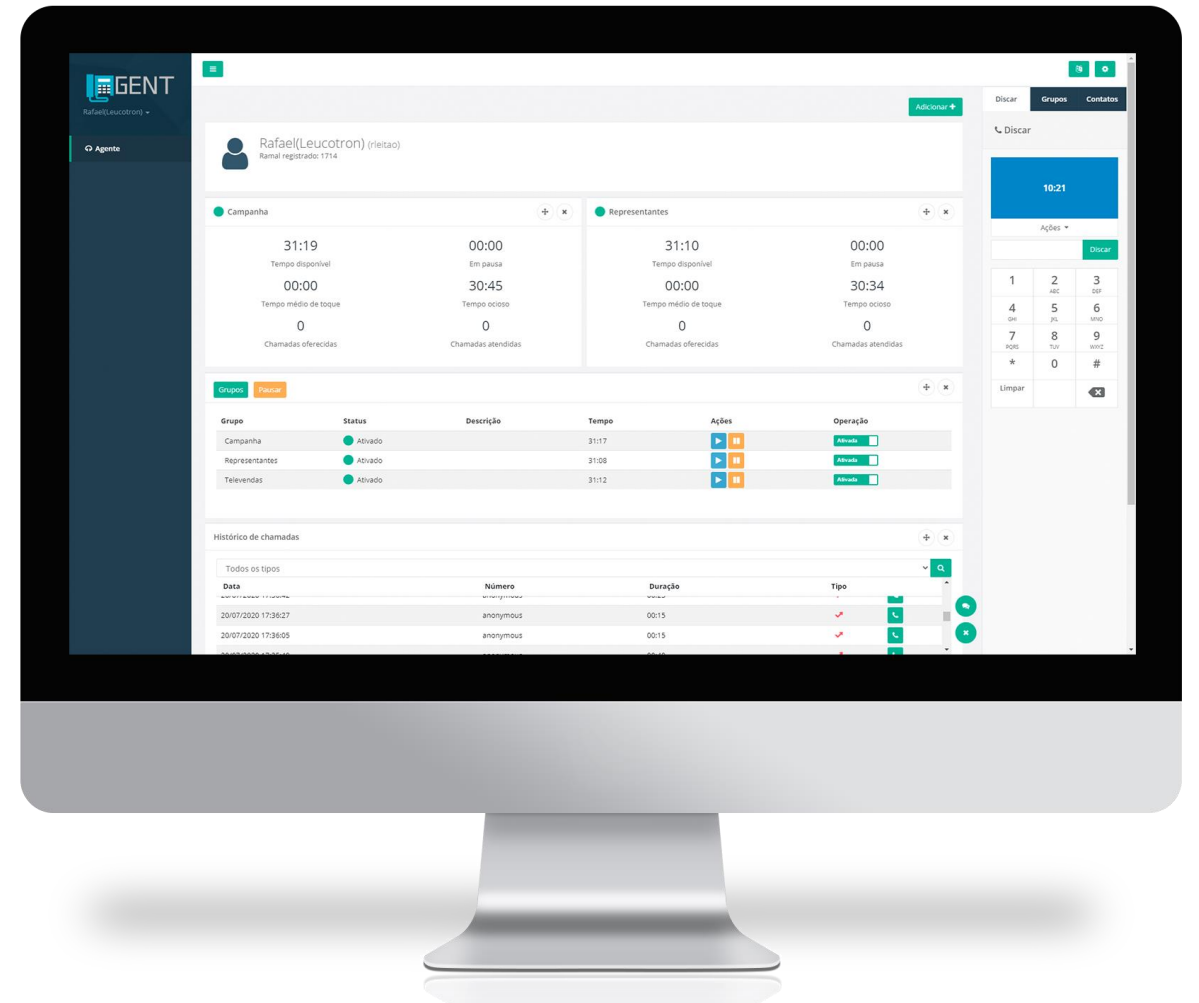 GENT
Rafael(Leucotron)
Agente
Adicionar +
Rafael(Leucotron) (rleitao)
Ramal registrado: 1714
Campanha
31:19 00:00
Tempo disponível Em pausa
00:00 30:45
Tempo médio de toque Tempo ocioso
0 0
Chamadas oferecidas Chamadas atendidas
Representantes
31:10 00:00
Tempo disponível Em pausa
00:00 30:34
Tempo médio de toque Tempo ocioso
0 0
Chamadas oferecidas Chamadas atendidas
Grupos Pausar
Grupo Status Descrição Tempo Ações Operação
Campanha Ativado 31:17 Ativada
Representantes Ativado 31:08 Ativada
Televendas Ativado 31:12 Ativada
Histórico de chamadas
Todos os tipos
Data Número Duração Tipo
20/07/2020 17:36:27 anonymous 00:15
20/07/2020 17:36:05 anonymous 00:15
Discar Grupos Contatos
Discar
10:21
Ações
Discar
1 2 3
ABC DEF
4 5 6
GHI JKL MNO
7 8 9
PQRS TUV WXYZ
* 0 #
Limpar